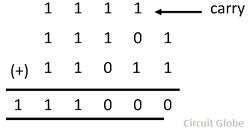 1 1 1 1 carry
1 1 1 0 1
(+) 1 1 0 1 1
1 1 1 0 0 0
Circuit Globe